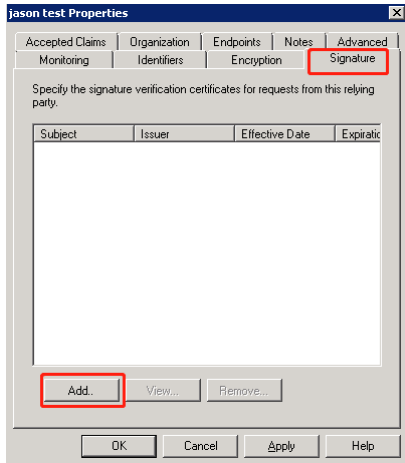 jason test Properties
Accepted Claims Organization Endpoints Notes Advanced
Monitoring Identifiers Encryption Signature
Specify the signature verification certificates for requests from this relying
party.
Subject Issuer Effective Date Expiratic
Add.. View... Remove...
OK Cancel Apply Help